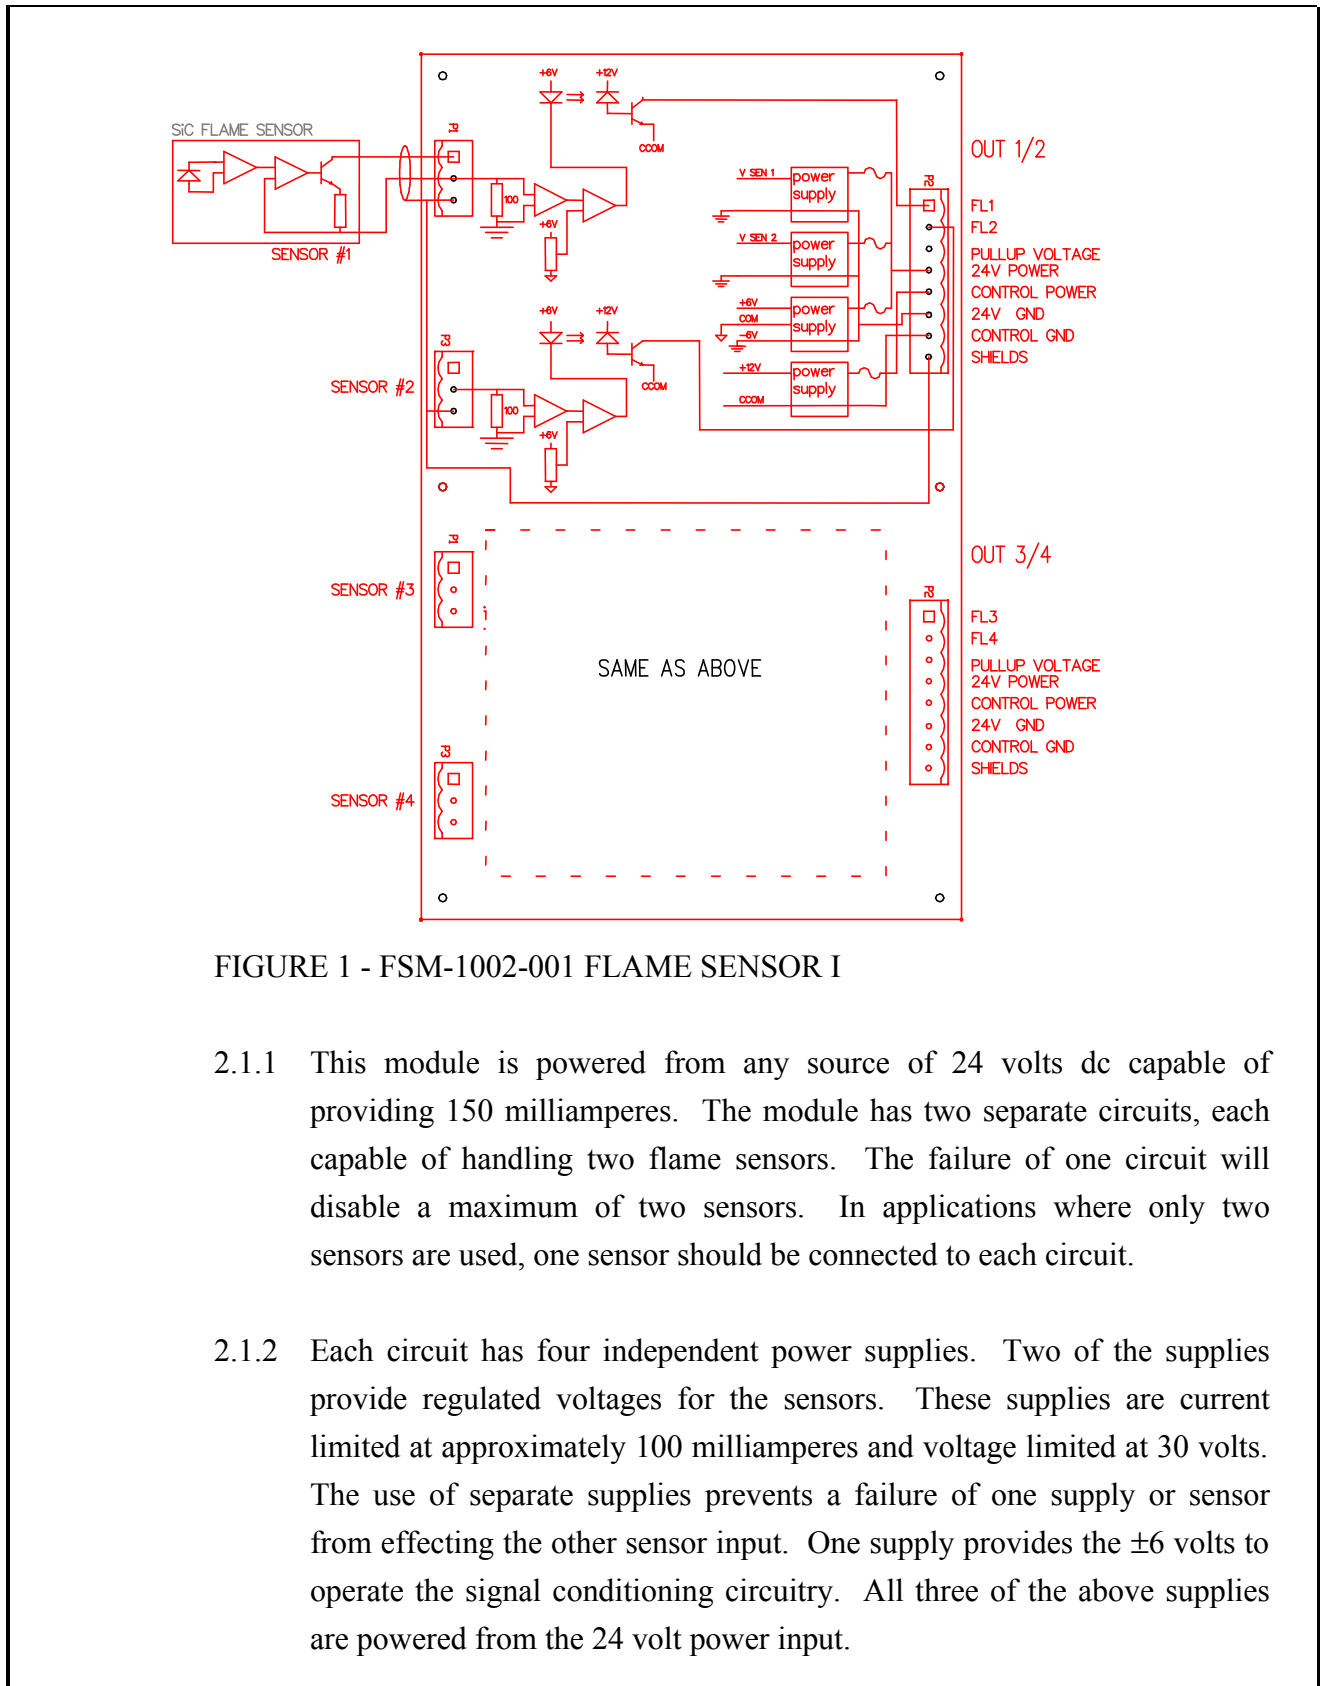 +6V
+12V
SiC FLAME SENSOR
P1
CCOM
OUT 1/2
V SEN 1
power
supply
P2
100
FL1
+6V
FL2
SENSOR #1
V SEN 2
power
supply
PULLUP VOLTAGE
24V POWER
CONTROL POWER
+6V
+12V
+6V
COM
-6V
power
supply
24V GND
CONTROL GND
P3
SHIELDS
+12V
power
supply
SENSOR #2
CCOM
CCOM
100
+6V
P1
OUT 3/4
SENSOR #3
P2
FL3
FL4
SAME AS ABOVE
PULLUP VOLTAGE
24V POWER
CONTROL POWER
24V GND
CONTROL GND
P3
SHIELDS
SENSOR #4
FIGURE 1 - FSM-1002-001 FLAME SENSOR I
2.1.1 This module is powered from any source of 24 volts dc capable of
providing 150 milliamperes. The module has two separate circuits, each
capable of handling two flame sensors. The failure of one circuit will
disable a maximum of two sensors. In applications where only two
sensors are used, one sensor should be connected to each circuit.
2.1.2 Each circuit has four independent power supplies. Two of the supplies
provide regulated voltages for the sensors. These supplies are current
limited at approximately 100 milliamperes and voltage limited at 30 volts.
The use of separate supplies prevents a failure of one supply or sensor
from effecting the other sensor input. One supply provides the ±6 volts to
operate the signal conditioning circuitry. All three of the above supplies
are powered from the 24 volt power input.